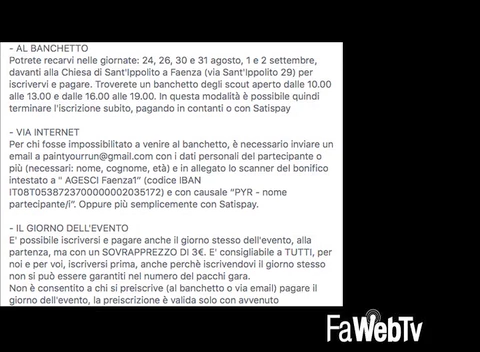 - AL BANCHETTO
Potrete recarvi nelle giornate: 24, 26, 30 e 31 agosto, 1 e 2 settembre,
davanti alla Chiesa di Sant'Ippolito a Faenza (via Sant'Ippolito 29) per
iscrivervi e pagare. Troverete un banchetto degli scout aperto dalle 10.00
alle 13.00 e dalle 16.00 alle 19.00. In questa modalità è possibile quindi
terminare l'iscrizione subito, pagando in contanti o con Satispay
- VIA INTERNET
Per chi fosse impossibilitato a venire al banchetto, è necessario inviare un
email a paintyourrun@gmail.com con i dati personali del partecipante o
più (necessari: nome, cognome, età) e in allegato lo scanner del bonifico
intestato a " AGESCI Faenza1" (codice IBAN
IT08T0538723700000002035172) e con causale "PYR - nome
partecipante/i". Oppure più semplicemente con Satispay.
- IL GIORNO DELL'EVENTO
E' possibile iscriversi e pagare anche il giorno stesso dell'evento, alla
partenza, ma con un SOVRAPPREZZO DI 3€. E' consigliabile a TUTTI, per
noi e per voi, iscriversi prima, anche perchè iscrivendovi il giorno stesso
non si può essere garantiti nel numero del pacchi gara.
Non è consentito a chi si preiscrive (al banchetto o via email) pagare il
giorno dell'evento, la preiscrizione è valida solo con avvenuto
FaWebTv